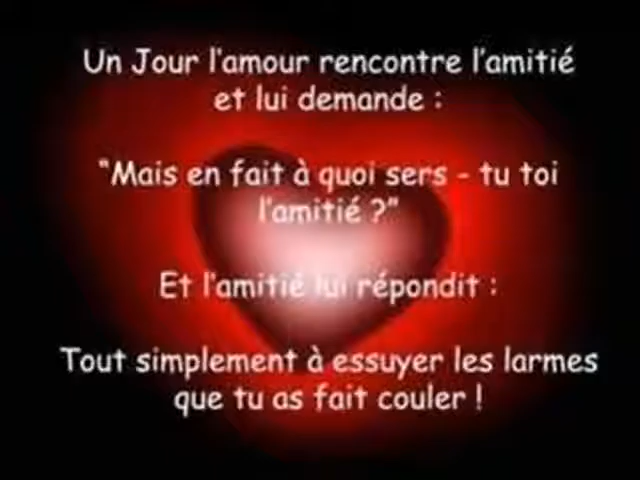 Un Jour l'amour rencontre l'amitié
et lui demande :
"Mais en fait à quoi sers - tu toi
l'amitié ?"
Et l'amitié lui répondit :
Tout simplement à essuyer les larmes
que tu as fait couler !